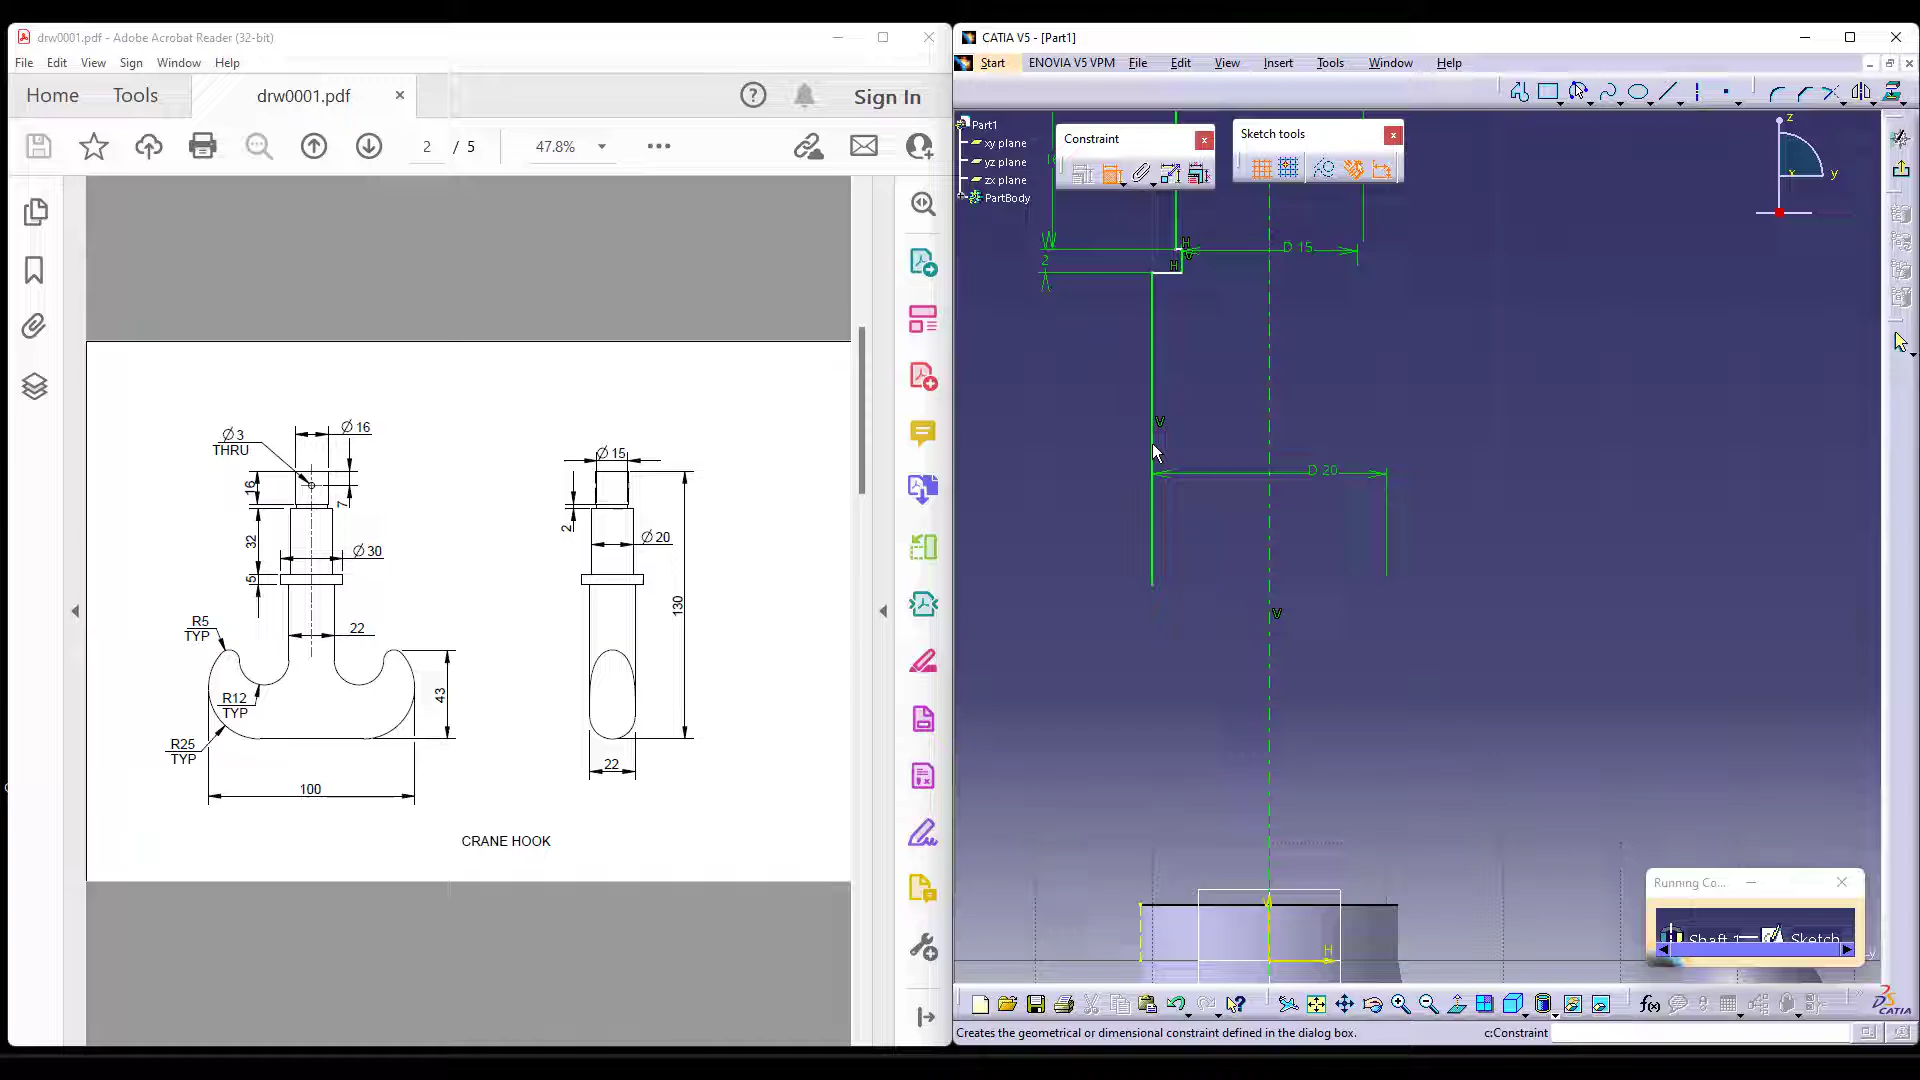 drw0001.pdf - Adobe Acrobat Reader (32-bit)
File Edit View Sign Window Help
Home Tools drw0001.pdf Sign In
2 / 5 47.8%
Ø3
THRU
Ø16
16
7
32
Ø30
5
R5
TYP
22
R12
TYP
43
R25
TYP
100
Ø15
2
Ø20
130
22
CRANE HOOK
CATIA V5 - [Part1]
Start ENOVIA V5 VPM File Edit View Insert Tools Window Help
Part1
xy plane
yz plane
zx plane
PartBody
Constraint
Sketch tools
z
x
y
H
V
D 15
H
2
V
D 20
V
H
Running Co...
Shaft.1 Sketch
f(x)
CATIA
Creates the geometrical or dimensional constraint defined in the dialog box. c:Constraint